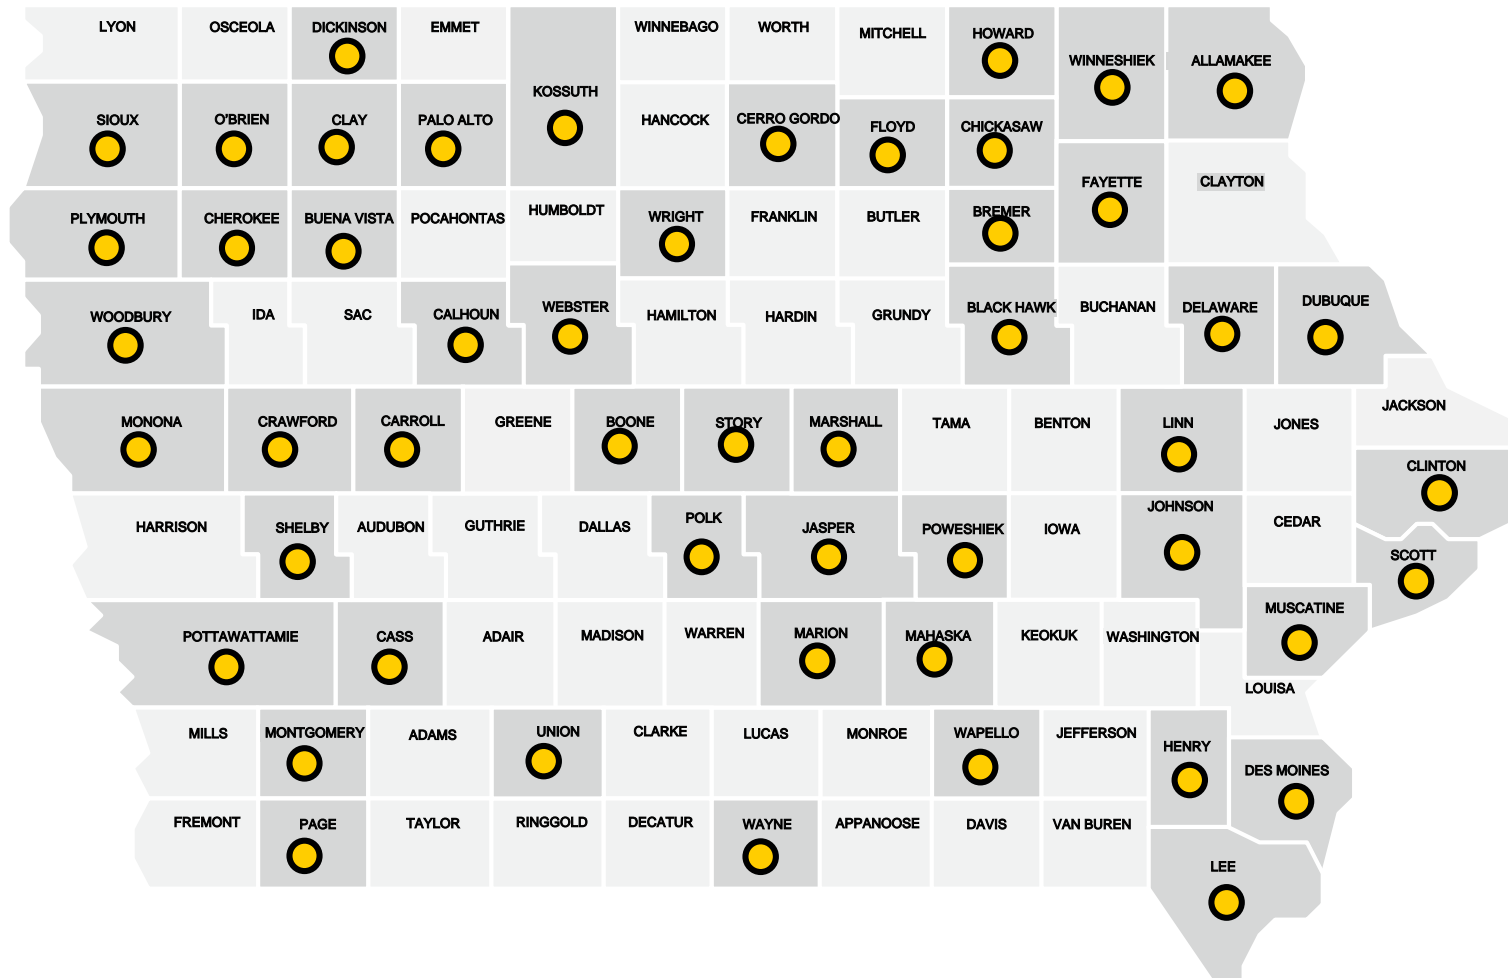 LYON
OSCEOLA
DICKINSON
EMMET
WINNEBAGO
WORTH
MITCHELL
HOWARD
WINNESHIEK
ALLAMAKEE
KOSSUTH
SIOUX
O'BRIEN
CLAY
PALO ALTO
HANCOCK
CERRO GORDO
FLOYD
CHICKASAW
FAYETTE
CLAYTON
PLYMOUTH
CHEROKEE
BUENA VISTA
POCAHONTAS
HUMBOLDT
WRIGHT
FRANKLIN
BUTLER
BREMER
WOODBURY
IDA
SAC
CALHOUN
WEBSTER
HAMILTON
HARDIN
GRUNDY
BLACK HAWK
BUCHANAN
DELAWARE
DUBUQUE
MONONA
CRAWFORD
CARROLL
GREENE
BOONE
STORY
MARSHALL
TAMA
BENTON
LINN
JONES
JACKSON
CLINTON
HARRISON
SHELBY
AUDUBON
GUTHRIE
DALLAS
POLK
JASPER
POWESHIEK
IOWA
JOHNSON
CEDAR
SCOTT
POTTAWATTAMIE
CASS
ADAIR
MADISON
WARREN
MARION
MAHASKA
KEOKUK
WASHINGTON
MUSCATINE
LOUISA
MILLS
MONTGOMERY
ADAMS
UNION
CLARKE
LUCAS
MONROE
WAPELLO
JEFFERSON
HENRY
DES MOINES
FREMONT
PAGE
TAYLOR
RINGGOLD
DECATUR
WAYNE
APPANOOSE
DAVIS
VAN BUREN
LEE